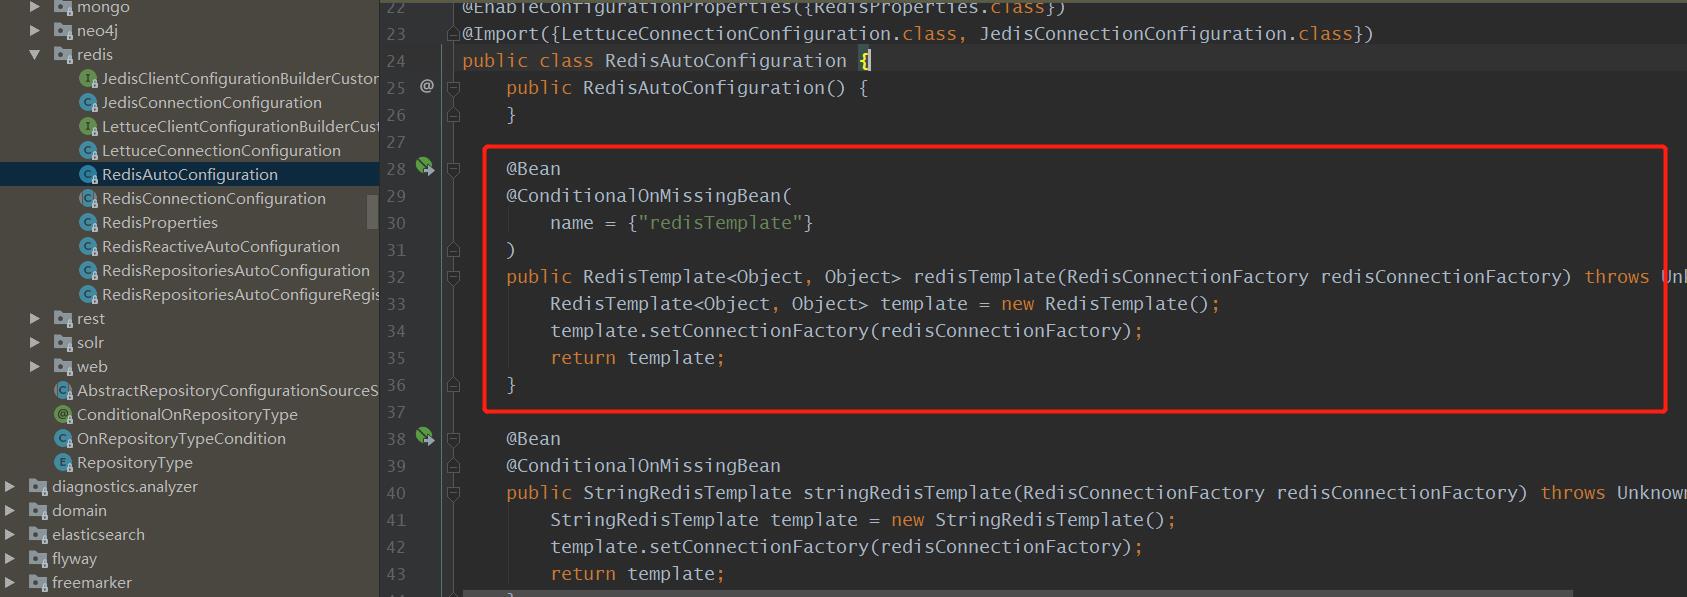 mongo
neo4j
redis
JedisClientConfigurationBuilderCustor
JedisConnectionConfiguration
LettuceClientConfigurationBuilderCust
LettuceConnectionConfiguration
RedisAutoConfiguration
RedisConnectionConfiguration
RedisProperties
RedisReactiveAutoConfiguration
RedisRepositoriesAutoConfiguration
RedisRepositoriesAutoConfigureRegis
rest
solr
web
AbstractRepositoryConfigurationSourceS
ConditionalOnRepositoryType
OnRepositoryTypeCondition
RepositoryType
diagnostics.analyzer
domain
elasticsearch
flyway
freemarker
22 @EnableConfigurationProperties({RedisProperties.class})
23 @Import({LettuceConnectionConfiguration.class, JedisConnectionConfiguration.class})
24 public class RedisAutoConfiguration {
25 @ public RedisAutoConfiguration() {
26 }
27
28 @Bean
29 @ConditionalOnMissingBean(
30 name = {"redisTemplate"}
31 )
32 public RedisTemplate<Object, Object> redisTemplate(RedisConnectionFactory redisConnectionFactory) throws Unk
33 RedisTemplate<Object, Object> template = new RedisTemplate();
34 template.setConnectionFactory(redisConnectionFactory);
35 return template;
36 }
37
38 @Bean
39 @ConditionalOnMissingBean
40 public StringRedisTemplate stringRedisTemplate(RedisConnectionFactory redisConnectionFactory) throws Unknown
41 StringRedisTemplate template = new StringRedisTemplate();
42 template.setConnectionFactory(redisConnectionFactory);
43 return template;